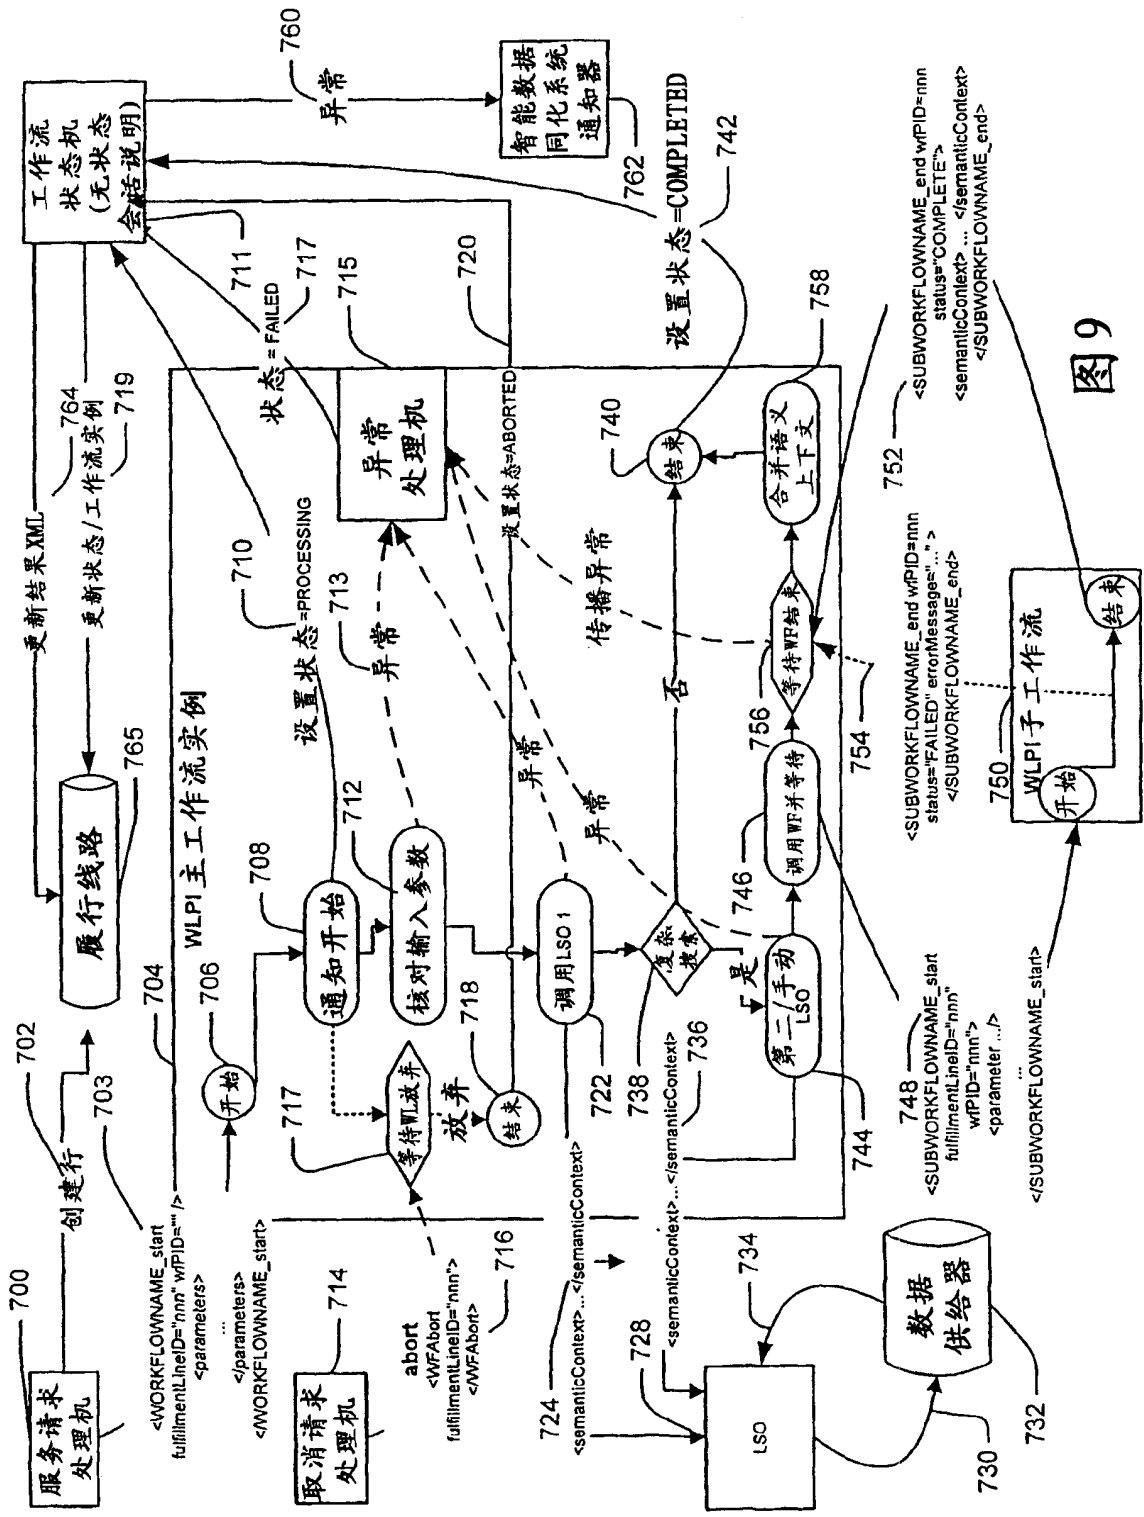 700
服务请求
处理机
创建行
702
703
704
履行线路
765
更新结果XML
764
更新状态/工作流实例
719
工作流
状态机
(无状态
会话说明)
711
异常
760
智能数据
同化系统
通知器
762
<WORKFLOWNAME_start
fulfillmentLineID="nnn" wfPID="" />
<parameters>
...
</parameters>
</WORKFLOWNAME_start>
WLPI 主工作流实例
706
开始
708
通知开始
设置状态=PROCESSING
710
状态=FAILED
717
714
取消请求
处理机
abort
<WFAbort
fulfillmentLineID="nnn">
</WFAbort>
716
717
等待WL放弃
放弃
718
结束
712
核对输入参数
异常
713
异常
处理机
715
设置状态=ABORTED
720
724
<semanticContext>... </semanticContext>
722
调用LSO 1
异常
728
<semanticContext>... </semanticContext>
736
738
复杂
搜索
否
是
异常
传播异常
740
结束
设置状态=COMPLETED
742
LSO
734
730
数据
供给器
732
744
第二/手动
LSO
746
调用WF并等待
756
等待WF结束
合并语义
上下文
758
748
<SUBWORKFLOWNAME_start
fulfillmentLineID="nnn"
wfPID="nnn">
<parameter .../>
...
</SUBWORKFLOWNAME_start>
754
<SUBWORKFLOWNAME_end wfPID=nnn
status="FAILED" errorMessage="..." >
</SUBWORKFLOWNAME_end>
752
<SUBWORKFLOWNAME_end wfPID=nnn
status="COMPLETE">
<semanticContext> ... </semanticContext>
</SUBWORKFLOWNAME_end>
750
WLPI 子工作流
开始
结束
图 9